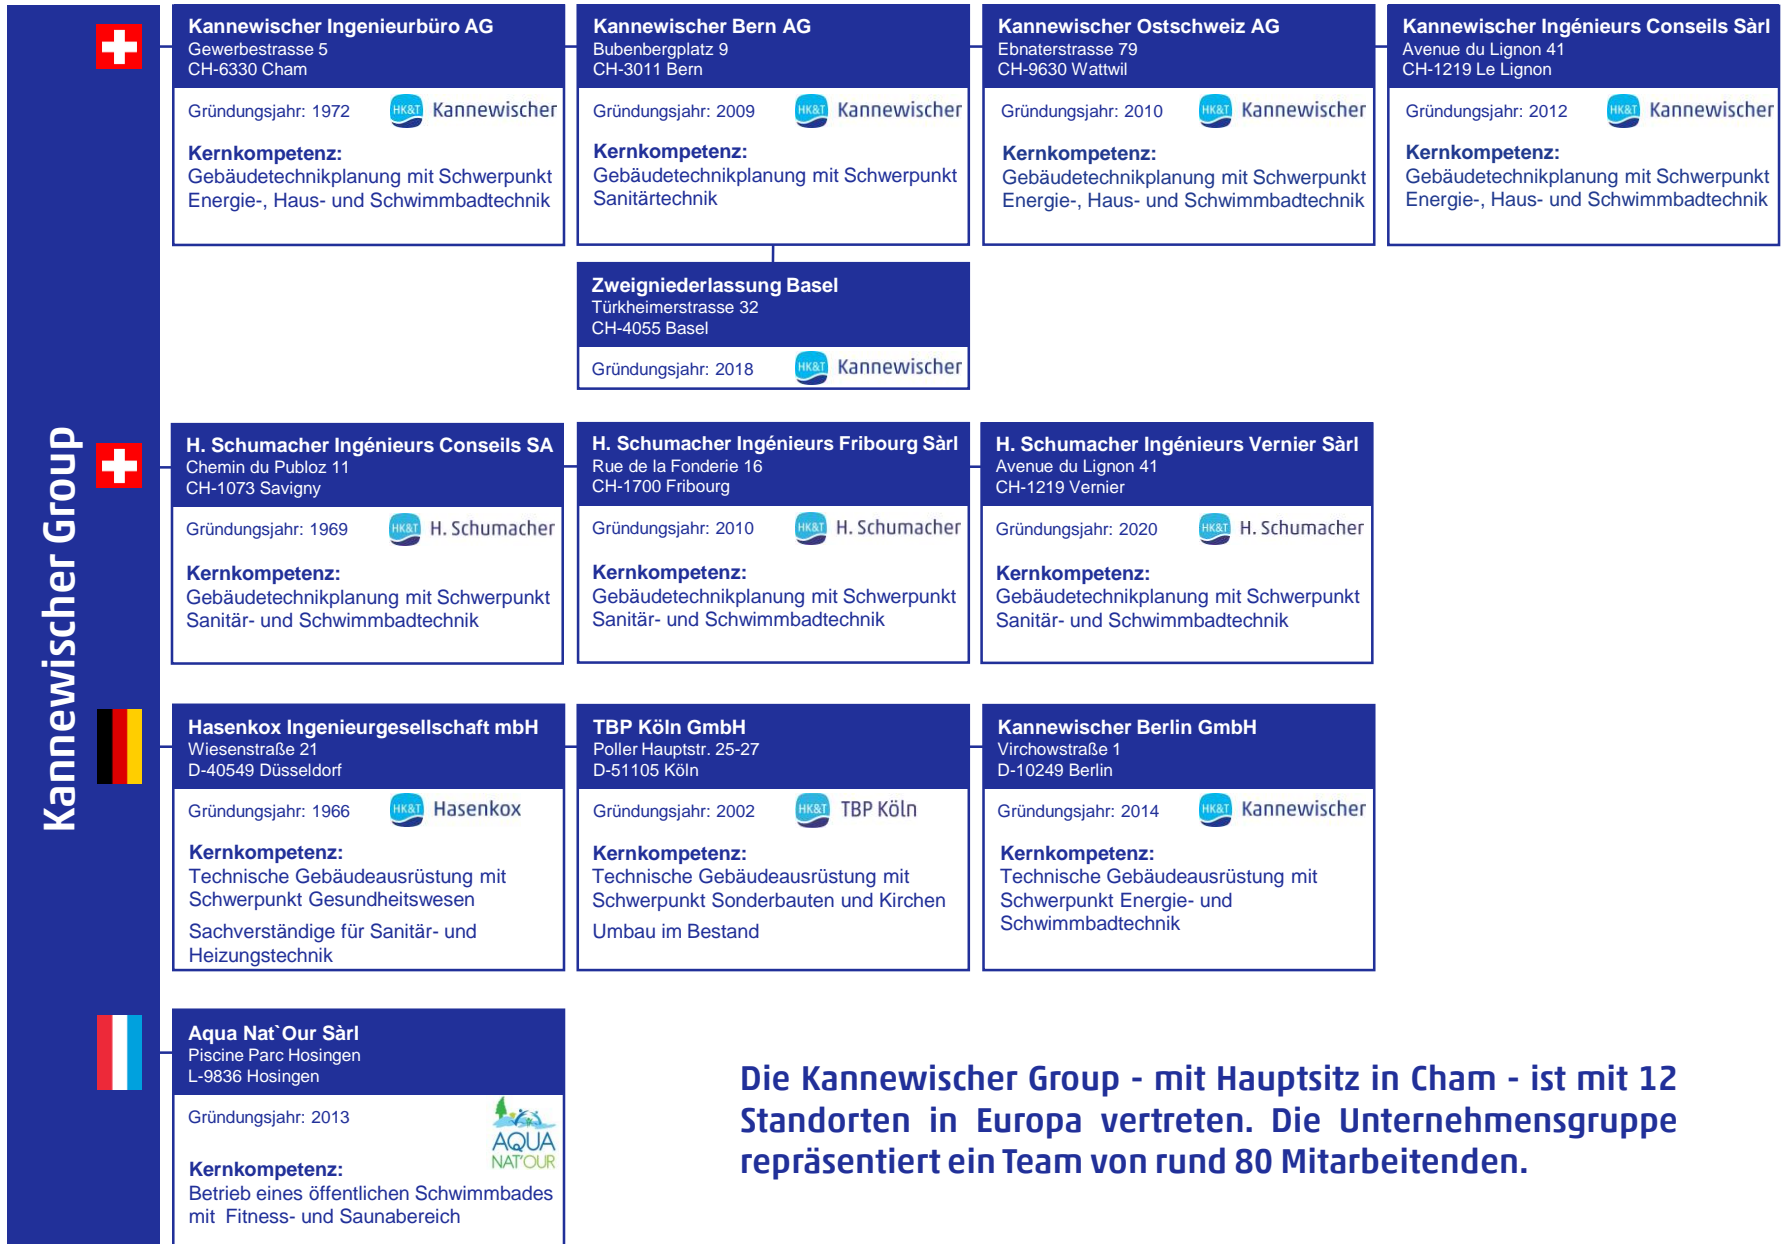 Kannewischer Group
Kannewischer Ingenieurbüro AG
Gewerbestrasse 5
CH-6330 Cham
Gründungsjahr: 1972
HK&T Kannewischer
Kernkompetenz:
Gebäudetechnikplanung mit Schwerpunkt
Energie-, Haus- und Schwimmbadtechnik
Kannewischer Bern AG
Bubenbergplatz 9
CH-3011 Bern
Gründungsjahr: 2009
HK&T Kannewischer
Kernkompetenz:
Gebäudetechnikplanung mit Schwerpunkt
Sanitärtechnik
Kannewischer Ostschweiz AG
Ebnaterstrasse 79
CH-9630 Wattwil
Gründungsjahr: 2010
HK&T Kannewischer
Kernkompetenz:
Gebäudetechnikplanung mit Schwerpunkt
Energie-, Haus- und Schwimmbadtechnik
Kannewischer Ingénieurs Conseils Sàrl
Avenue du Lignon 41
CH-1219 Le Lignon
Gründungsjahr: 2012
HK&T Kannewischer
Kernkompetenz:
Gebäudetechnikplanung mit Schwerpunkt
Energie-, Haus- und Schwimmbadtechnik
Zweigniederlassung Basel
Türkheimerstrasse 32
CH-4055 Basel
Gründungsjahr: 2018
HK&T Kannewischer
H. Schumacher Ingénieurs Conseils SA
Chemin du Publoz 11
CH-1073 Savigny
Gründungsjahr: 1969
HK&T H. Schumacher
Kernkompetenz:
Gebäudetechnikplanung mit Schwerpunkt
Sanitär- und Schwimmbadtechnik
H. Schumacher Ingénieurs Fribourg Sàrl
Rue de la Fonderie 16
CH-1700 Fribourg
Gründungsjahr: 2010
HK&T H. Schumacher
Kernkompetenz:
Gebäudetechnikplanung mit Schwerpunkt
Sanitär- und Schwimmbadtechnik
H. Schumacher Ingénieurs Vernier Sàrl
Avenue du Lignon 41
CH-1219 Vernier
Gründungsjahr: 2020
HK&T H. Schumacher
Kernkompetenz:
Gebäudetechnikplanung mit Schwerpunkt
Sanitär- und Schwimmbadtechnik
Hasenkox Ingenieurgesellschaft mbH
Wiesenstraße 21
D-40549 Düsseldorf
Gründungsjahr: 1966
HK&T Hasenkox
Kernkompetenz:
Technische Gebäudeausrüstung mit
Schwerpunkt Gesundheitswesen
Sachverständige für Sanitär- und
Heizungstechnik
TBP Köln GmbH
Poller Hauptstr. 25-27
D-51105 Köln
Gründungsjahr: 2002
HK&T TBP Köln
Kernkompetenz:
Technische Gebäudeausrüstung mit
Schwerpunkt Sonderbauten und Kirchen
Umbau im Bestand
Kannewischer Berlin GmbH
Virchowstraße 1
D-10249 Berlin
Gründungsjahr: 2014
HK&T Kannewischer
Kernkompetenz:
Technische Gebäudeausrüstung mit
Schwerpunkt Energie- und
Schwimmbadtechnik
Aqua Nat`Our Sàrl
Piscine Parc Hosingen
L-9836 Hosingen
Gründungsjahr: 2013
AQUA
NAT'OUR
Kernkompetenz:
Betrieb eines öffentlichen Schwimmbades
mit Fitness- und Saunabereich
Die Kannewischer Group - mit Hauptsitz in Cham - ist mit 12
Standorten in Europa vertreten. Die Unternehmensgruppe
repräsentiert ein Team von rund 80 Mitarbeitenden.